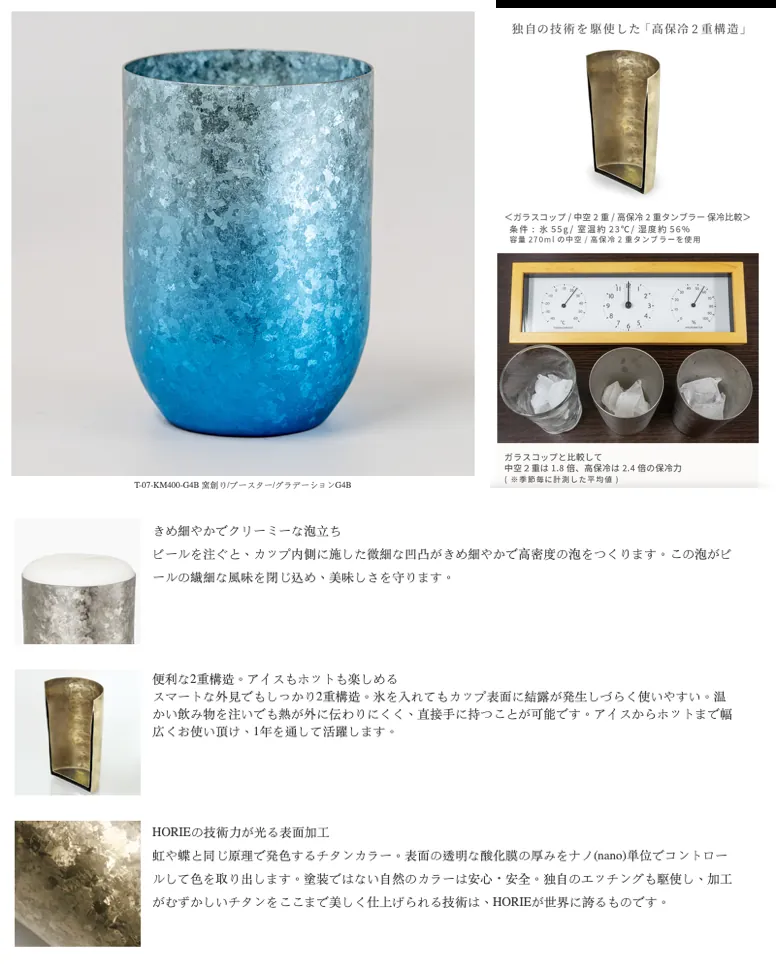 独自の技術を駆使した「高保冷2重構造」
＜ガラスコップ / 中空2重 / 高保冷2重タンブラー 保冷比較＞
条件：氷 55g/ 室温約 23℃/ 湿度約 56%
容量 270ml の中空 / 高保冷2重タンブラーを使用
ガラスコップと比較して
中空2重は 1.8 倍、高保冷は 2.4 倍の保冷力
( ※季節毎に計測した平均値 )
T-07-KM400-G4B 窯創り/ブースター/グラデーションG4B
きめ細やかでクリーミーな泡立ち
ビールを注ぐと、カップ内側に施した微細な凹凸がきめ細やかで高密度の泡をつくります。この泡がビ
ールの繊細な風味を閉じ込め、美味しさを守ります。
便利な2重構造。アイスもホットも楽しめる
スマートな外見でもしっかり2重構造。氷を入れてもカップ表面に結露が発生しづらく使いやすい。温
かい飲み物を注いでも熱が外に伝わりにくく、直接手に持つことが可能です。アイスからホットまで幅
広くお使い頂け、1年を通して活躍します。
HORIEの技術力が光る表面加工
虹や蝶と同じ原理で発色するチタンカラー。表面の透明な酸化膜の厚みをナノ(nano)単位でコントロー
ルして色を取り出します。塗装ではない自然のカラーは安心・安全。独自のエッチングも駆使し、加工
がむずかしいチタンをここまで美しく仕上げられる技術は、HORIEが世界に誇るものです。